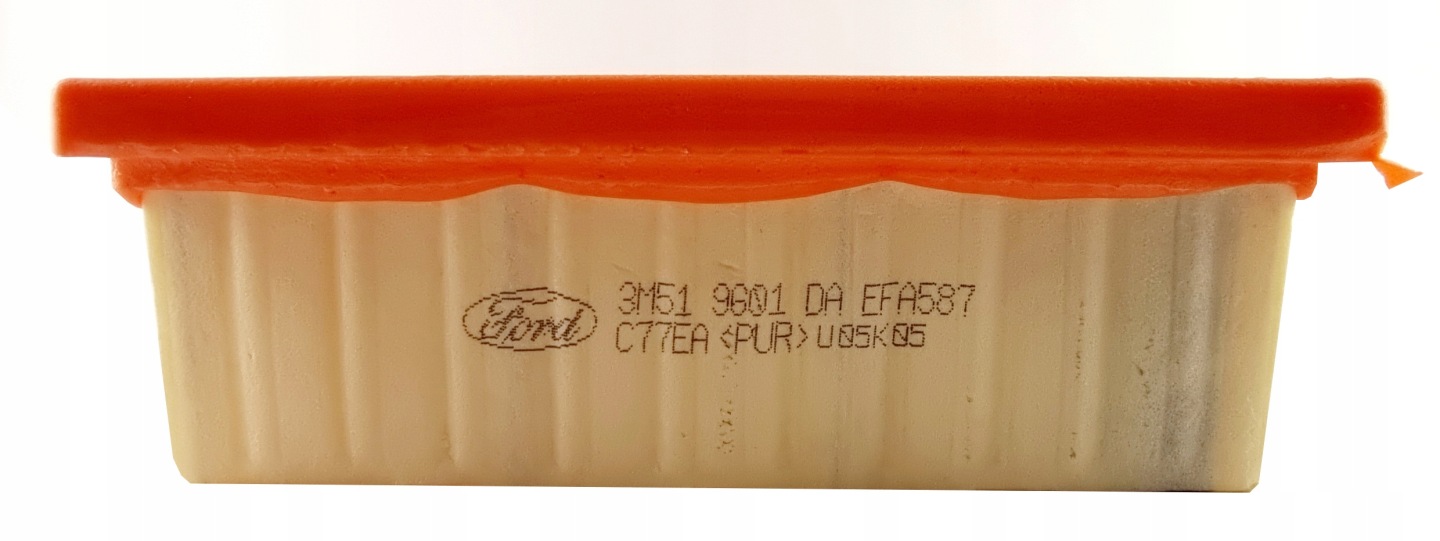 Ford
3M51 9601 DA EFA587
C77EA <PUR> U05K05